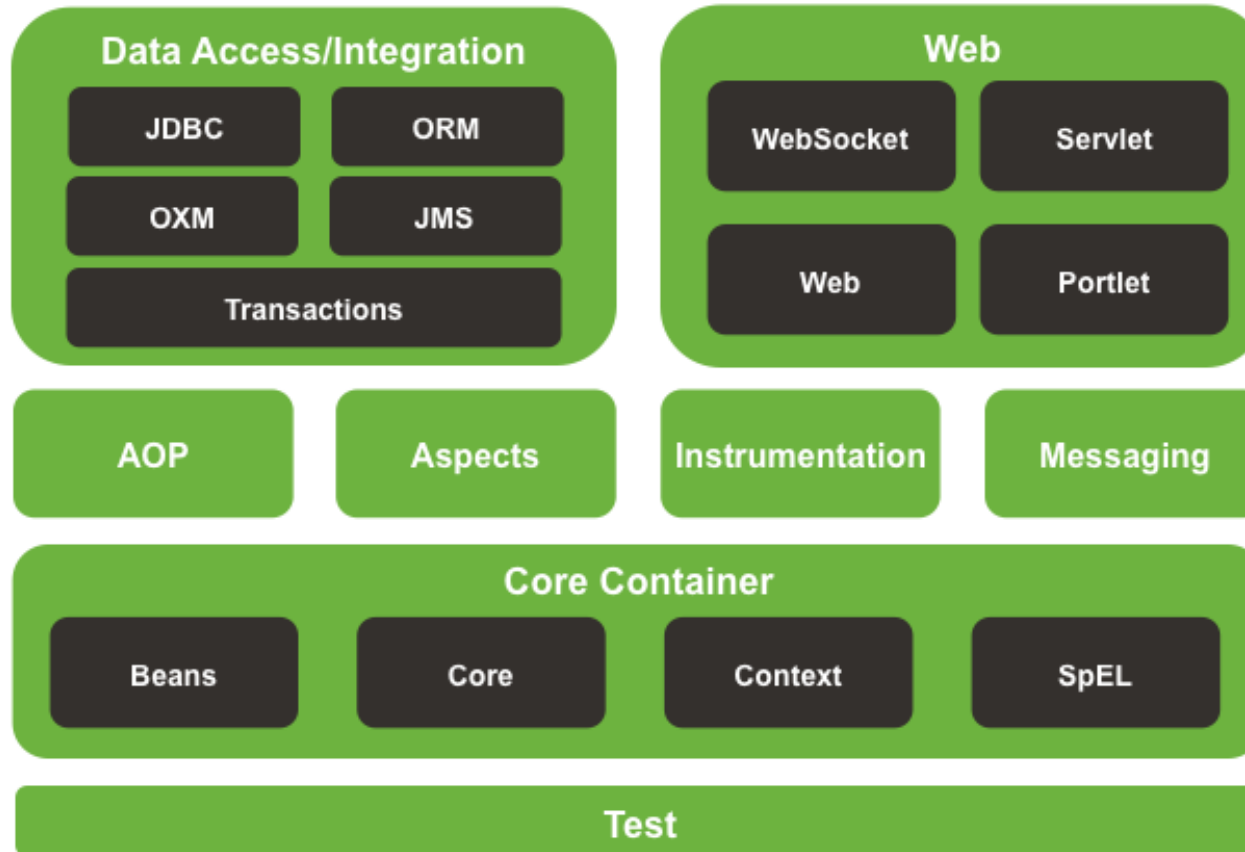 Data Access/Integration
JDBC
ORM
OXM
JMS
Transactions
Web
WebSocket
Servlet
Web
Portlet
AOP
Aspects
Instrumentation
Messaging
Core Container
Beans
Core
Context
SpEL
Test